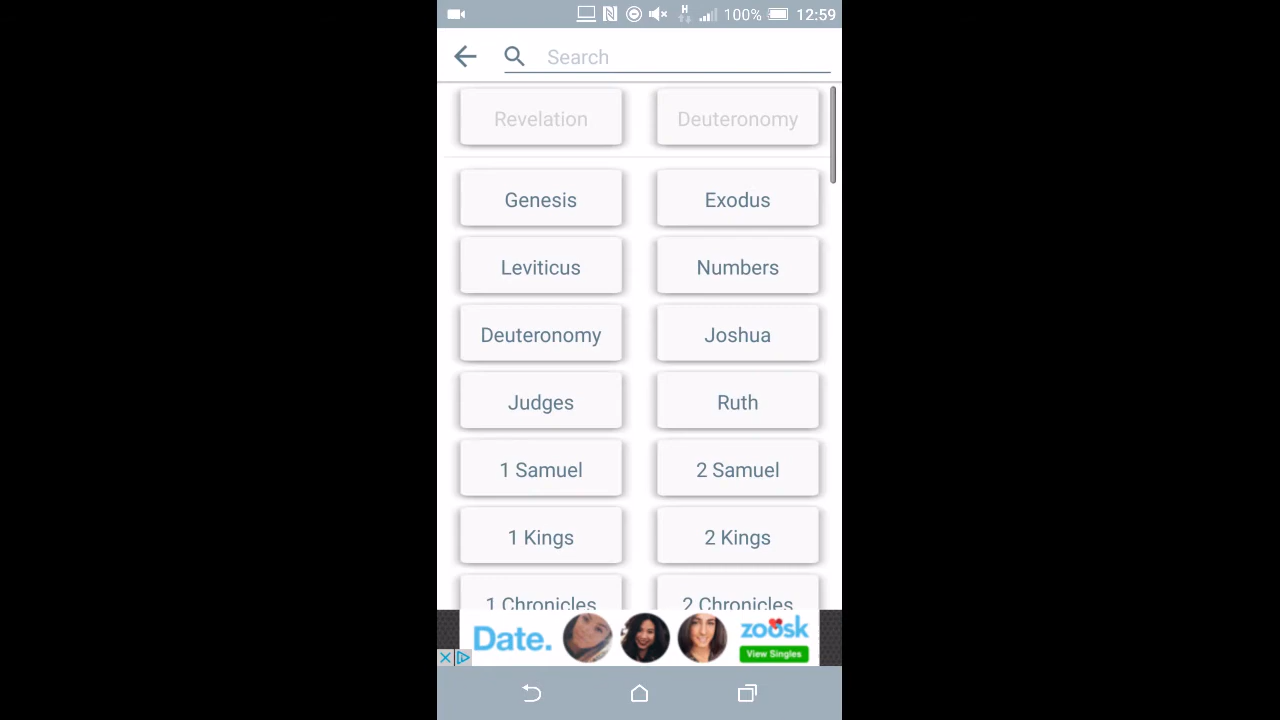 100% 12:59
Search
Revelation Deuteronomy
Genesis Exodus
Leviticus Numbers
Deuteronomy Joshua
Judges Ruth
1 Samuel 2 Samuel
1 Kings 2 Kings
1 Chronicles 2 Chronicles
Date. zoosk
View Singles